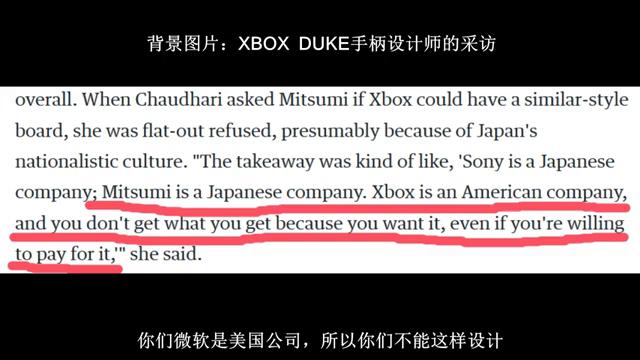 背景图片：XBOX DUKE手柄设计师的采访
overall. When Chaudhari asked Mitsumi if Xbox could have a similar-style
board, she was flat-out refused, presumably because of Japan's
nationalistic culture. "The takeaway was kind of like, 'Sony is a Japanese
company; Mitsumi is a Japanese company. Xbox is an American company,
and you don't get what you get because you want it, even if you're willing
to pay for it,'" she said.
你们微软是美国公司，所以你们不能这样设计